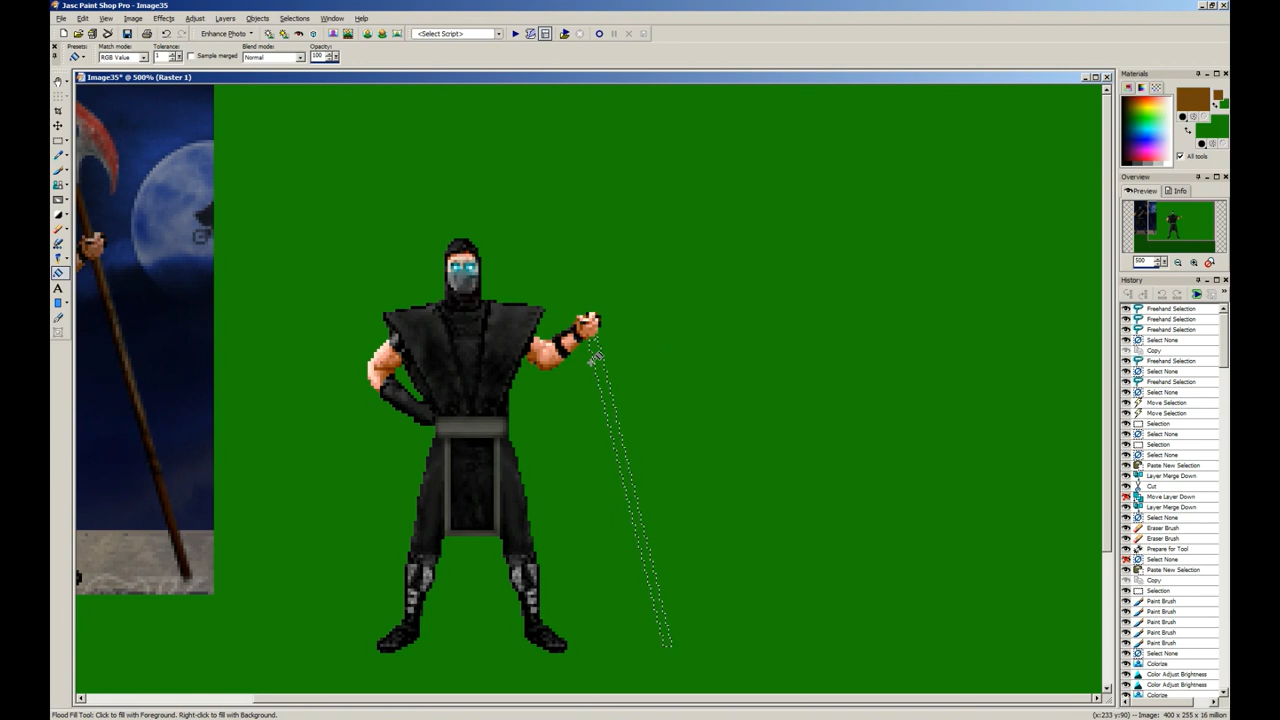 Jasc Paint Shop Pro - Image35
File Edit View Image Effects Adjust Layers Objects Selections Window Help
Enhance Photo <Select Script>
Presets: Match mode: Tolerance: Blend mode: Opacity:
RGB Value 1 Sample merged Normal 100
Image35* @ 500% (Raster 1)
Materials
All tools
Overview
Preview Info
500
History
Freehand Selection
Freehand Selection
Freehand Selection
Select None
Copy
Freehand Selection
Select None
Freehand Selection
Select None
Move Selection
Move Selection
Selection
Select None
Selection
Select None
Paste New Selection
Layer Merge Down
Cut
Move Layer Down
Layer Merge Down
Select None
Eraser Brush
Eraser Brush
Prepare for Tool
Select None
Paste New Selection
Copy
Selection
Paint Brush
Paint Brush
Paint Brush
Paint Brush
Paint Brush
Select None
Colorize
Color Adjust Brightness
Color Adjust Brightness
Colorize
Flood Fill Tool: Click to fill with Foreground. Right-click to fill with Background. (x:233 y:90) -- Image: 400 x 255 x 16 million